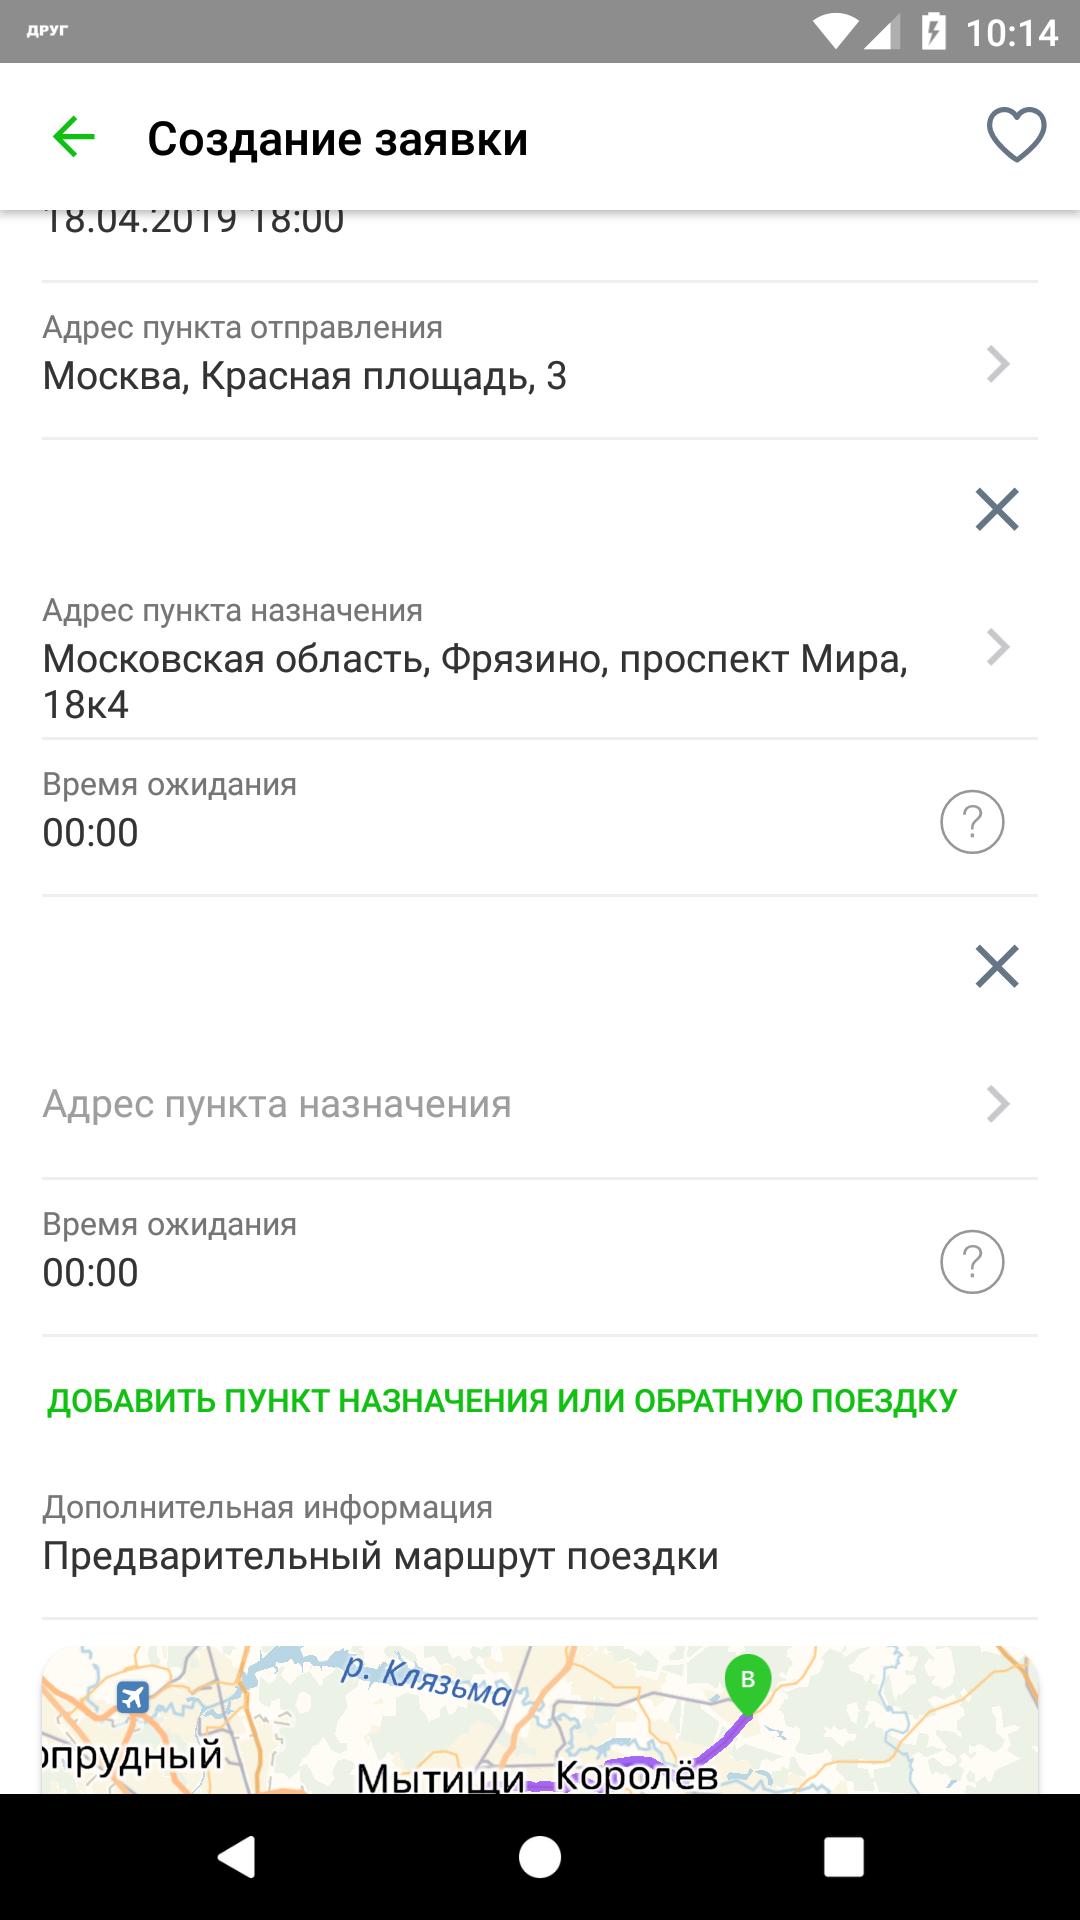 ДРУГ
10:14
Создание заявки
18.04.2019 18:00
Адрес пункта отправления
Москва, Красная площадь, 3
Адрес пункта назначения
Московская область, Фрязино, проспект Мира,
18к4
Время ожидания
00:00
?
Адрес пункта назначения
Время ожидания
00:00
?
ДОБАВИТЬ ПУНКТ НАЗНАЧЕНИЯ ИЛИ ОБРАТНУЮ ПОЕЗДКУ
Дополнительная информация
Предварительный маршрут поездки
р. Клязьма
B
опрудный
Мытищи
Королёв